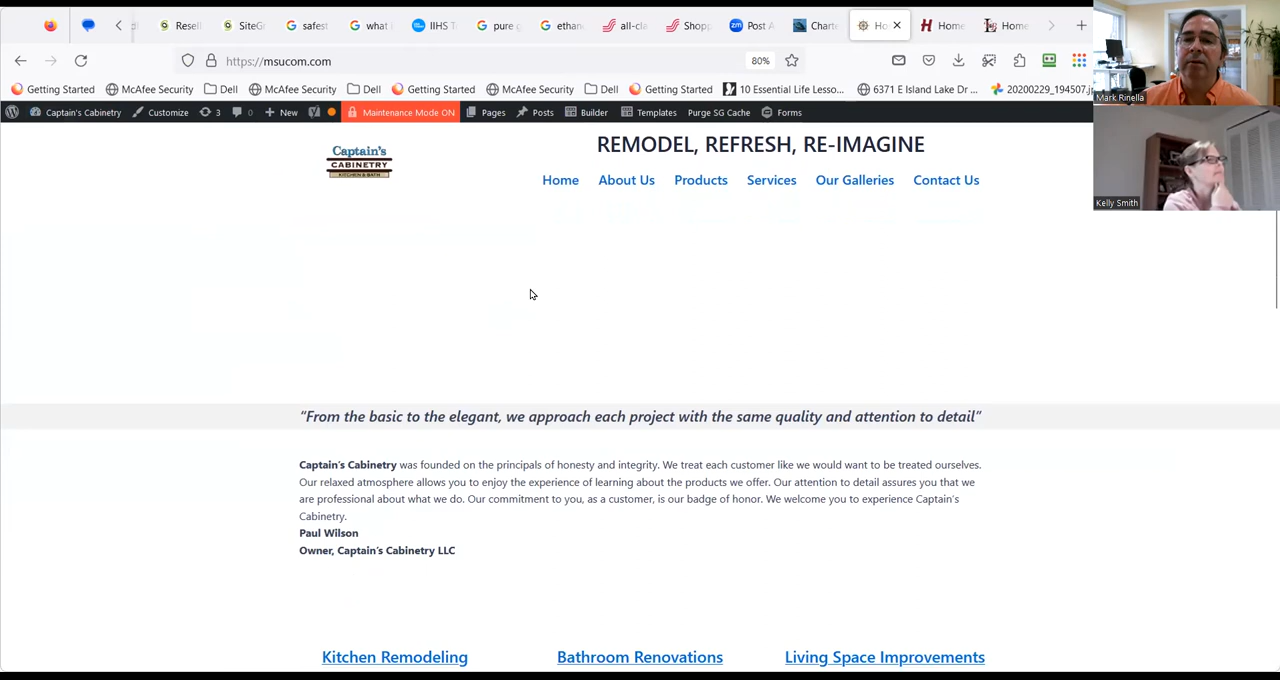 Resell
SiteG
safest
what i
IIHS T
pure g
ethan
all-cla
Shopp
zm Post A
Charte
Ho
Home
Home
https://msucom.com
80%
Getting Started McAfee Security Dell McAfee Security Dell Getting Started McAfee Security Dell Getting Started 10 Essential Life Lesso... 6371 E Island Lake Dr ... 20200229_194507.j
Captain's Cabinetry Customize 3 0 New Maintenance Mode ON Pages Posts Builder Templates Purge SG Cache Forms
Mark Rinella
Kelly Smith
Captain's
CABINETRY
KITCHEN & BATH
REMODEL, REFRESH, RE-IMAGINE
Home About Us Products Services Our Galleries Contact Us
“From the basic to the elegant, we approach each project with the same quality and attention to detail”
Captain’s Cabinetry was founded on the principals of honesty and integrity. We treat each customer like we would want to be treated ourselves.
Our relaxed atmosphere allows you to enjoy the experience of learning about the products we offer. Our attention to detail assures you that we
are professional about what we do. Our commitment to you, as a customer, is our badge of honor. We welcome you to experience Captain’s
Cabinetry.
Paul Wilson
Owner, Captain’s Cabinetry LLC
Kitchen Remodeling Bathroom Renovations Living Space Improvements